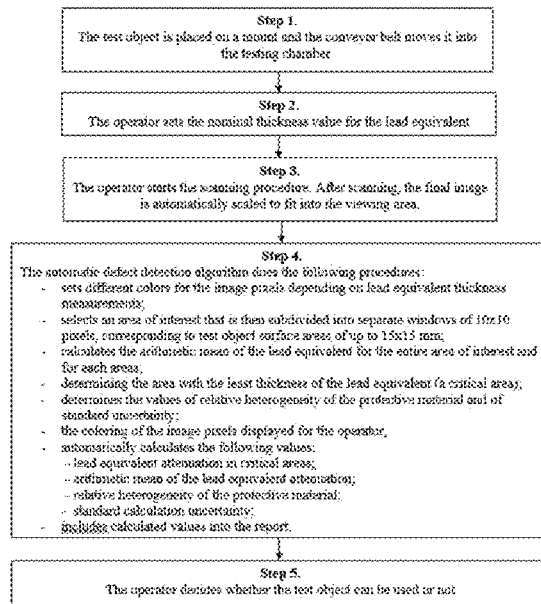 Step 1.
The test object is placed on a mount and the conveyor belt moves it into
the testing chamber
Step 2.
The operator sets the nominal thickness value for the lead equivalent
Step 3.
The operator starts the scanning procedure. After scanning, the final image
is automatically scaled to fit into the viewing area.
Step 4.
The automatic defect detection algorithm does the following procedures:
- sets different colors for the image pixels depending on lead equivalent thickness
measurements;
- selects an area of interest that is then subdivided into separate windows of 10x10
pixels, corresponding to test object surface areas of up to 15x15 mm;
- calculates the arithmetic mean of the lead equivalent for the entire area of interest and
for each areas;
- determining the area with the least thickness of the lead equivalent (a critical area);
- determines the values of relative heterogeneity of the protective material and of
standard uncertainty;
- the coloring of the image pixels displayed for the operator;
- automatically calculates the following values:
- lead equivalent attenuation in critical areas;
- arithmetic mean of the lead equivalent attenuation;
- relative heterogeneity of the protective material;
- standard calculation uncertainty;
- includes calculated values into the report.
Step 5.
The operator decides whether the test object can be used or not